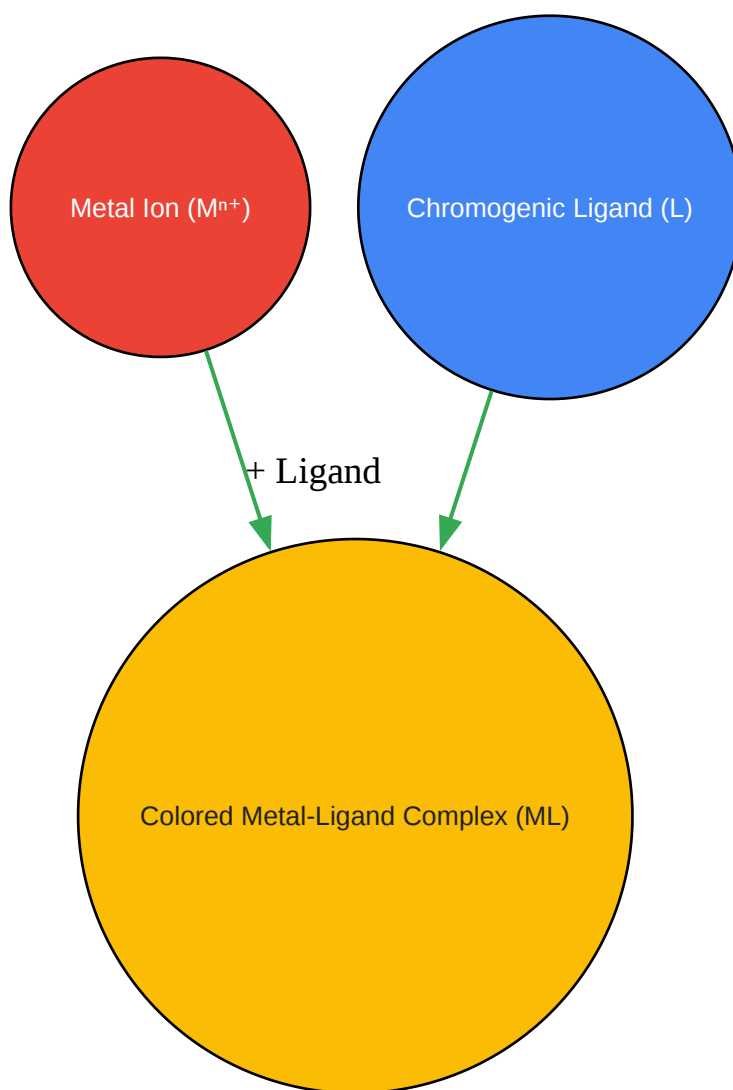 Metal Ion (Mⁿ⁺)
Chromogenic Ligand (L)
+ Ligand
Colored Metal-Ligand Complex (ML)